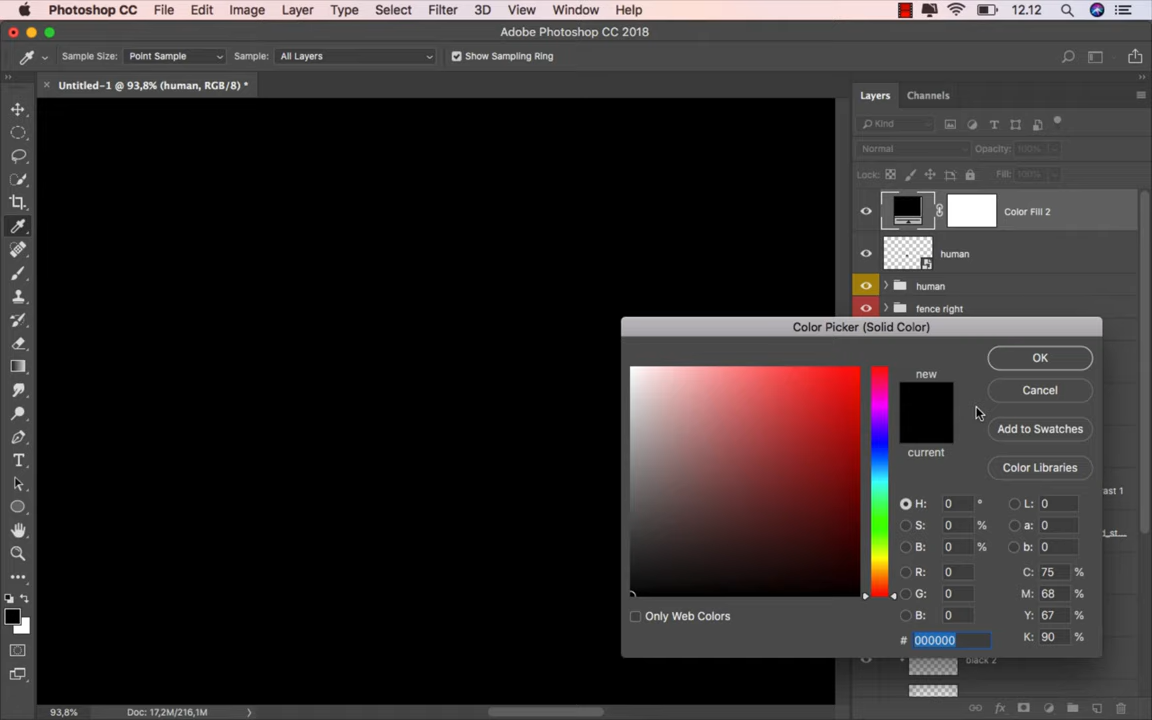 Photoshop CC File Edit Image Layer Type Select Filter 3D View Window Help 12.12
Adobe Photoshop CC 2018
Sample Size: Point Sample Sample: All Layers Show Sampling Ring
Untitled-1 @ 93,8% (human, RGB/8) *
Layers Channels
Kind
Normal Opacity: 100%
Lock: Fill: 100%
Color Fill 2
human
human
fence right
Color Picker (Solid Color)
OK
new
Cancel
Add to Swatches
current
Color Libraries
ast 1
H: 0 ° L: 0
S: 0 % a: 0
B: 0 % b: 0
R: 0 C: 75 %
G: 0 M: 68 %
Only Web Colors B: 0 Y: 67 %
# 000000 K: 90 %
black 2
93,8% Doc: 17,2M/216,1M